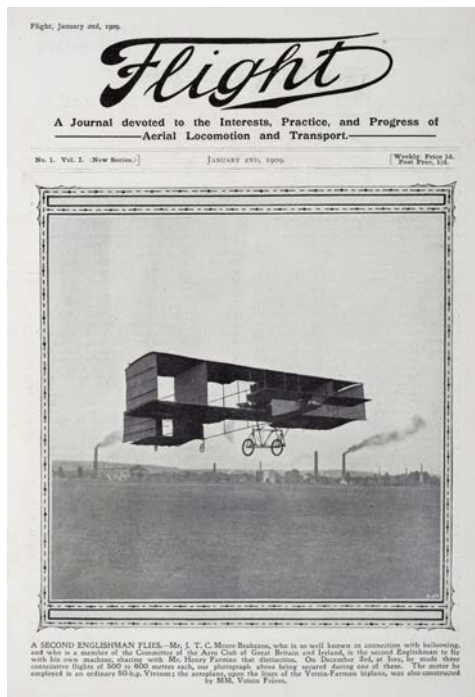 Flight, January 2nd, 1909.
Flight
A Journal devoted to the Interests, Practice, and Progress of
Aerial Locomotion and Transport.
No. 1. Vol. I. (New Series.)]
JANUARY 2ND, 1909.
[Weekly Price 1d.
Post Free, 1½d.
A SECOND ENGLISHMAN FLIES.—Mr. J. T. C. Moore Brabazon, who is so well known in connection with ballooning,
and who is a member of the Committee of the Aero Club of Great Britain and Ireland, is the second Englishman to fly
with his own machine, sharing with Mr. Henry Farman that distinction. On December 3rd, at Issy, he made three
consecutive flights of 500 to 600 metres each, our photograph above being secured during one of these. The motor he
employed is an ordinary 50-h.p. Vivinus; the aeroplane, upon the lines of the Voisin-Farman biplane, was also constructed
by MM. Voisin Frères.